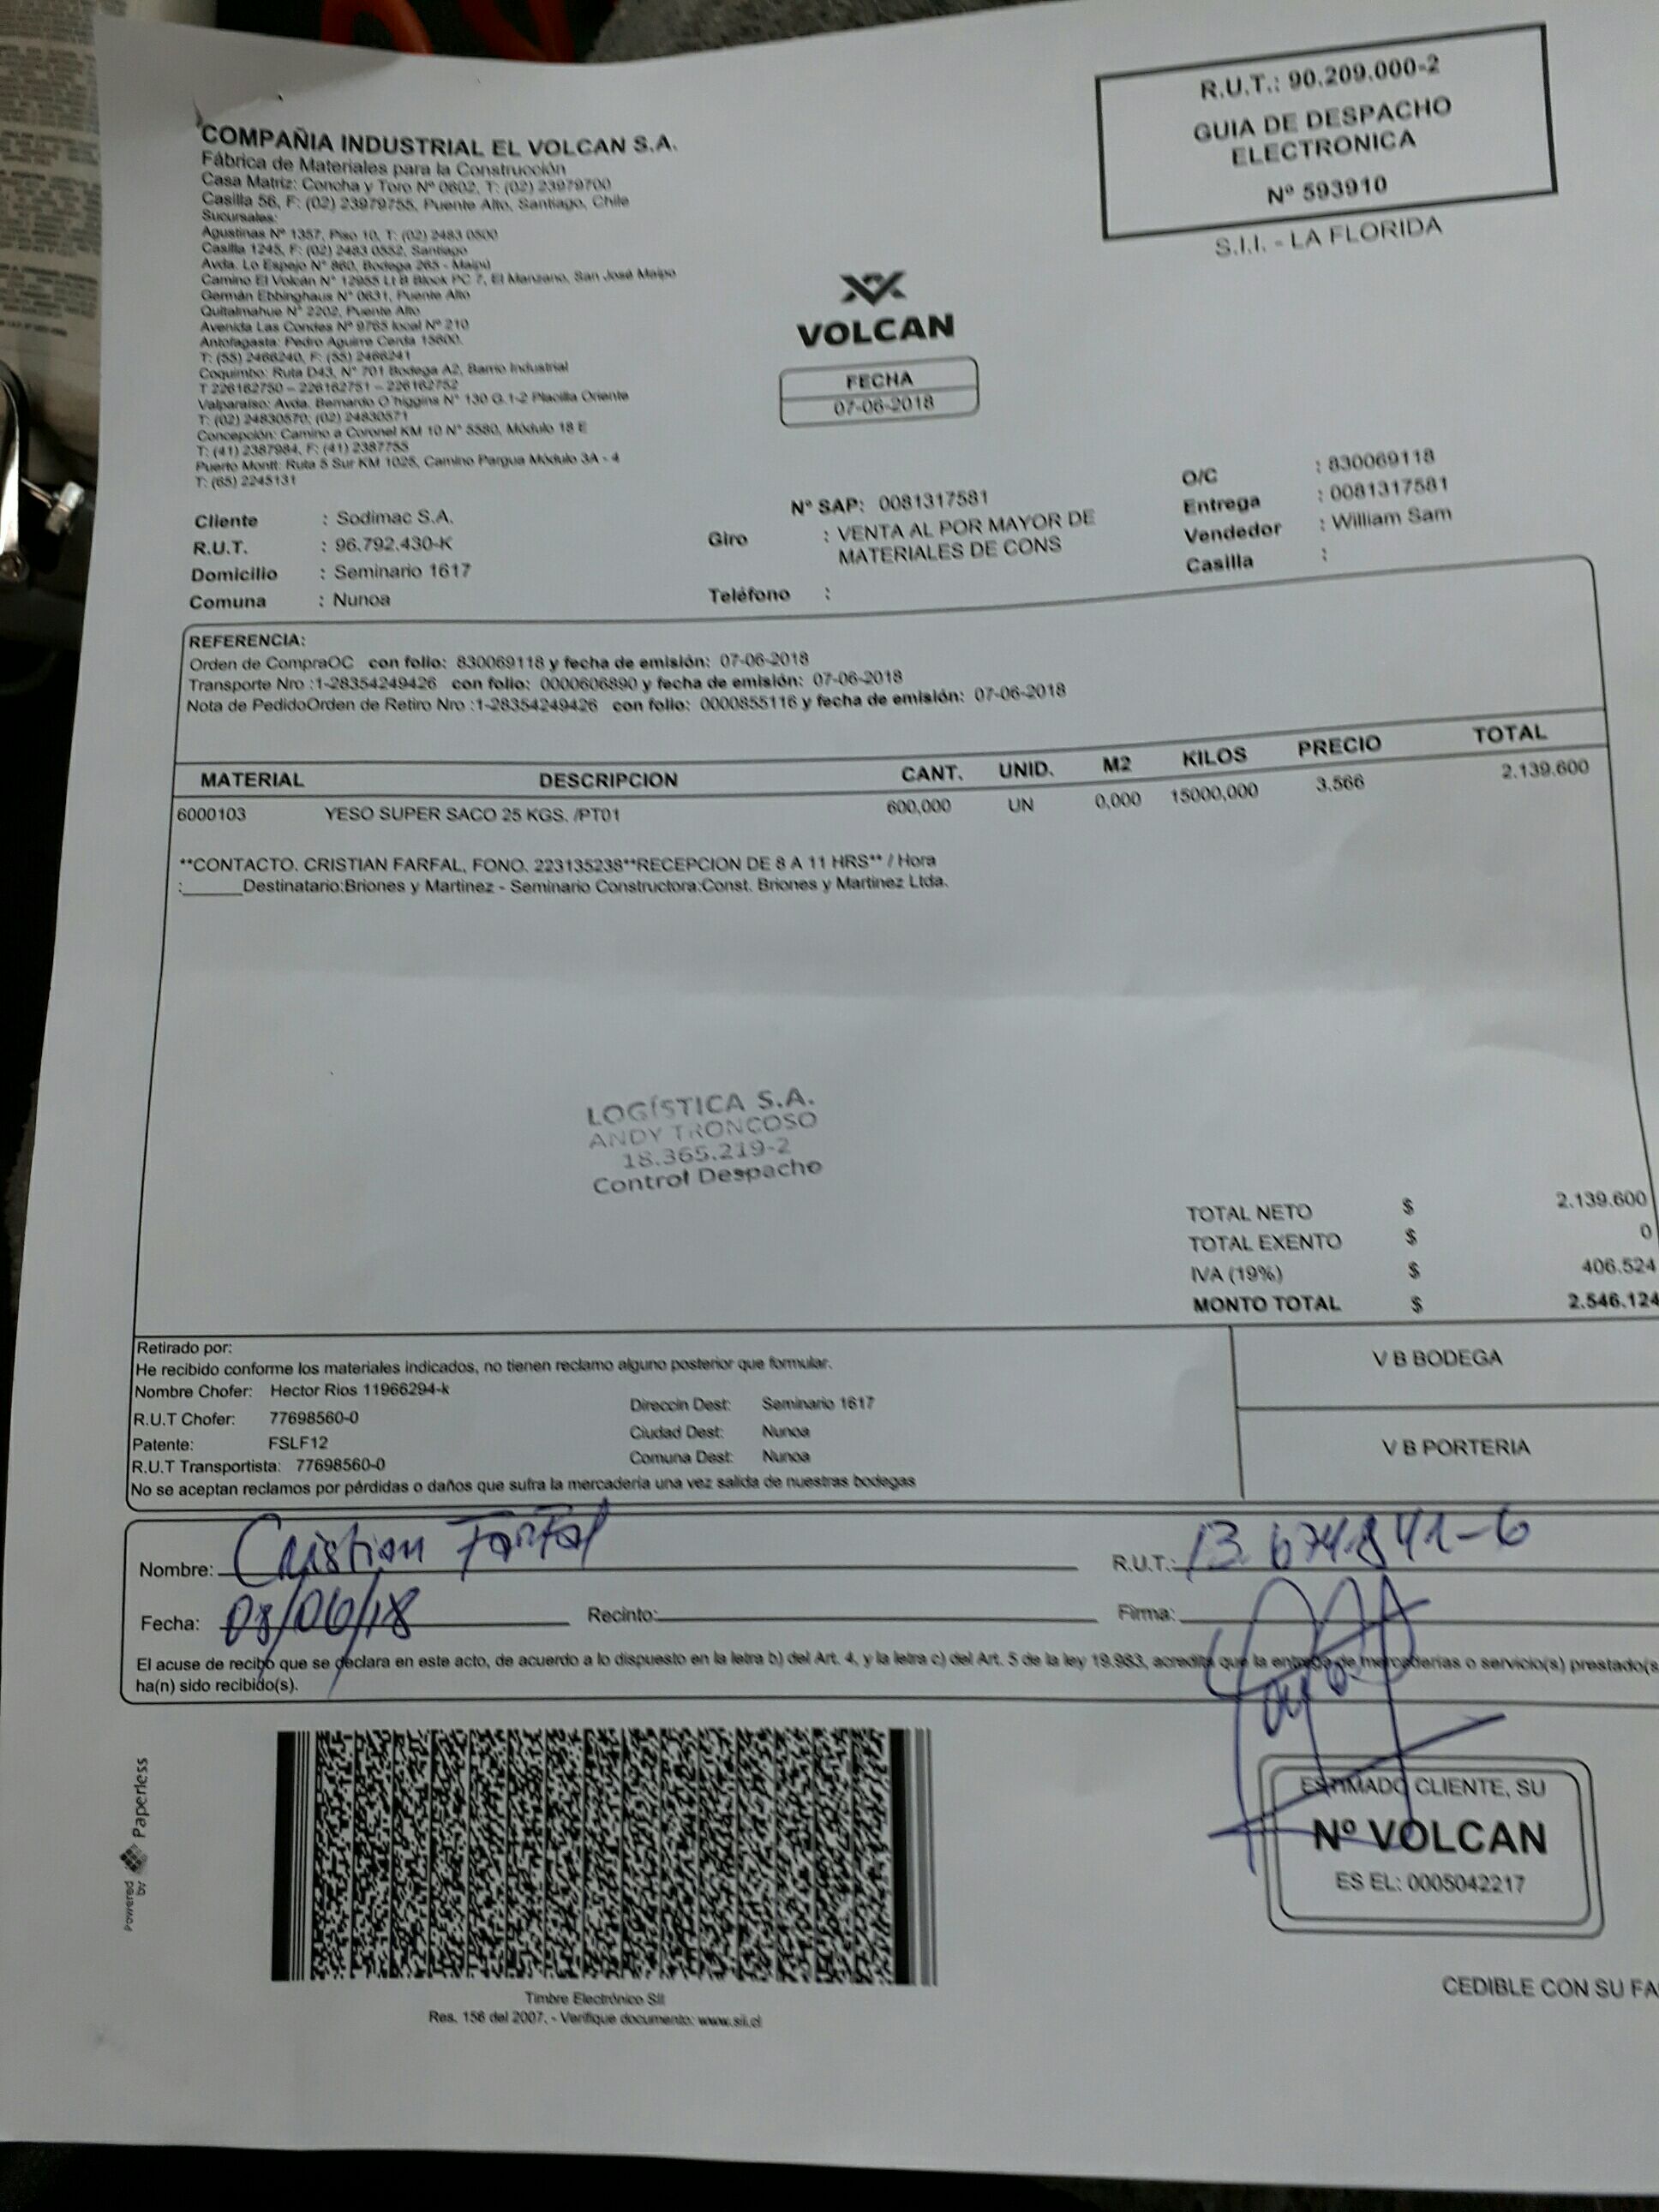 R.U.T.: 90.209.000-2
GUIA DE DESPACHO
ELECTRONICA
Nº 593910
S.I.I. - LA FLORIDA
COMPAÑIA INDUSTRIAL EL VOLCAN S.A.
Fábrica de Materiales para la Construcción
Casa Matriz: Concha y Toro Nº 0602, T: (02) 23979700
Casilla 56, F: (02) 23979755, Puente Alto, Santiago, Chile
Sucursales:
Agustinas Nº 1357, Piso 10, T: (02) 2483 0500
Casilla 1245, F: (02) 2483 0552, Santiago
Avda. Lo Espejo N° 860, Bodega 265 - Maipú
Camino El Volcán N° 12955 Lt B Block PC 7, El Manzano, San José Maipo
Germán Ebbinghaus N° 0631, Puente Alto
Quitalmahue N° 2202, Puente Alto
Avenida Las Condes Nº 9765 local Nº 210
Antofagasta: Pedro Aguirre Cerda 15600.
T: (55) 2466240, F: (55) 2466241
Coquimbo: Ruta D43, N° 701 Bodega A2, Barrio Industrial
T 226162750 – 226162751 – 226162752
Valparaíso: Avda. Bernardo O´higgins N° 130 G.1-2 Placilla Oriente
T: (02) 24830570; (02) 24830571
Concepción: Camino a Coronel KM 10 N° 5580, Módulo 18 E
T: (41) 2387984, F: (41) 2387755
Puerto Montt: Ruta 5 Sur KM 1025, Camino Pargua Módulo 3A - 4
T: (65) 2245131
VOLCAN
FECHA
07-06-2018
N° SAP: 0081317581
O/C : 830069118
Entrega : 0081317581
Vendedor : William Sam
Casilla :
Cliente : Sodimac S.A.
R.U.T. : 96.792.430-K
Domicilio : Seminario 1617
Comuna : Nunoa
Giro : VENTA AL POR MAYOR DE
MATERIALES DE CONS
Teléfono :
REFERENCIA:
Orden de CompraOC con folio: 830069118 y fecha de emisión: 07-06-2018
Transporte Nro :1-28354249426 con folio: 0000606890 y fecha de emisión: 07-06-2018
Nota de PedidoOrden de Retiro Nro :1-28354249426 con folio: 0000855116 y fecha de emisión: 07-06-2018
MATERIAL DESCRIPCION CANT. UNID. M2 KILOS PRECIO TOTAL
6000103 YESO SUPER SACO 25 KGS. /PT01 600,000 UN 0,000 15000,000 3.566 2.139.600
**CONTACTO. CRISTIAN FARFAL, FONO. 223135238**RECEPCION DE 8 A 11 HRS** / Hora
:______Destinatario:Briones y Martinez - Seminario Constructora:Const. Briones y Martinez Ltda.
LOGÍSTICA S.A.
ANDY TRONCOSO
18.365.219-2
Control Despacho
TOTAL NETO $ 2.139.600
TOTAL EXENTO $ 0
IVA (19%) $ 406.524
MONTO TOTAL $ 2.546.124
Retirado por:
He recibido conforme los materiales indicados, no tienen reclamo alguno posterior que formular.
Nombre Chofer: Hector Rios 11966294-k
R.U.T Chofer: 77698560-0
Patente: FSLF12
R.U.T Transportista: 77698560-0
Direccin Dest: Seminario 1617
Ciudad Dest: Nunoa
Comuna Dest: Nunoa
No se aceptan reclamos por pérdidas o daños que sufra la mercadería una vez salida de nuestras bodegas
V B BODEGA
V B PORTERIA
Nombre: Cristian Farfal R.U.T.: 13.674.841-6
Fecha: 08/06/18 Recinto: Firma:
El acuse de recibo que se declara en este acto, de acuerdo a lo dispuesto en la letra b) del Art. 4, y la letra c) del Art. 5 de la ley 19.983, acredita que la entrega de mercaderías o servicio(s) prestado(s
ha(n) sido recibido(s).
Powered by Paperless
Timbre Electrónico SII
Res. 156 del 2007. - Verifique documento: www.sii.cl
ESTIMADO CLIENTE, SU
Nº VOLCAN
ES EL: 0005042217
CEDIBLE CON SU FA